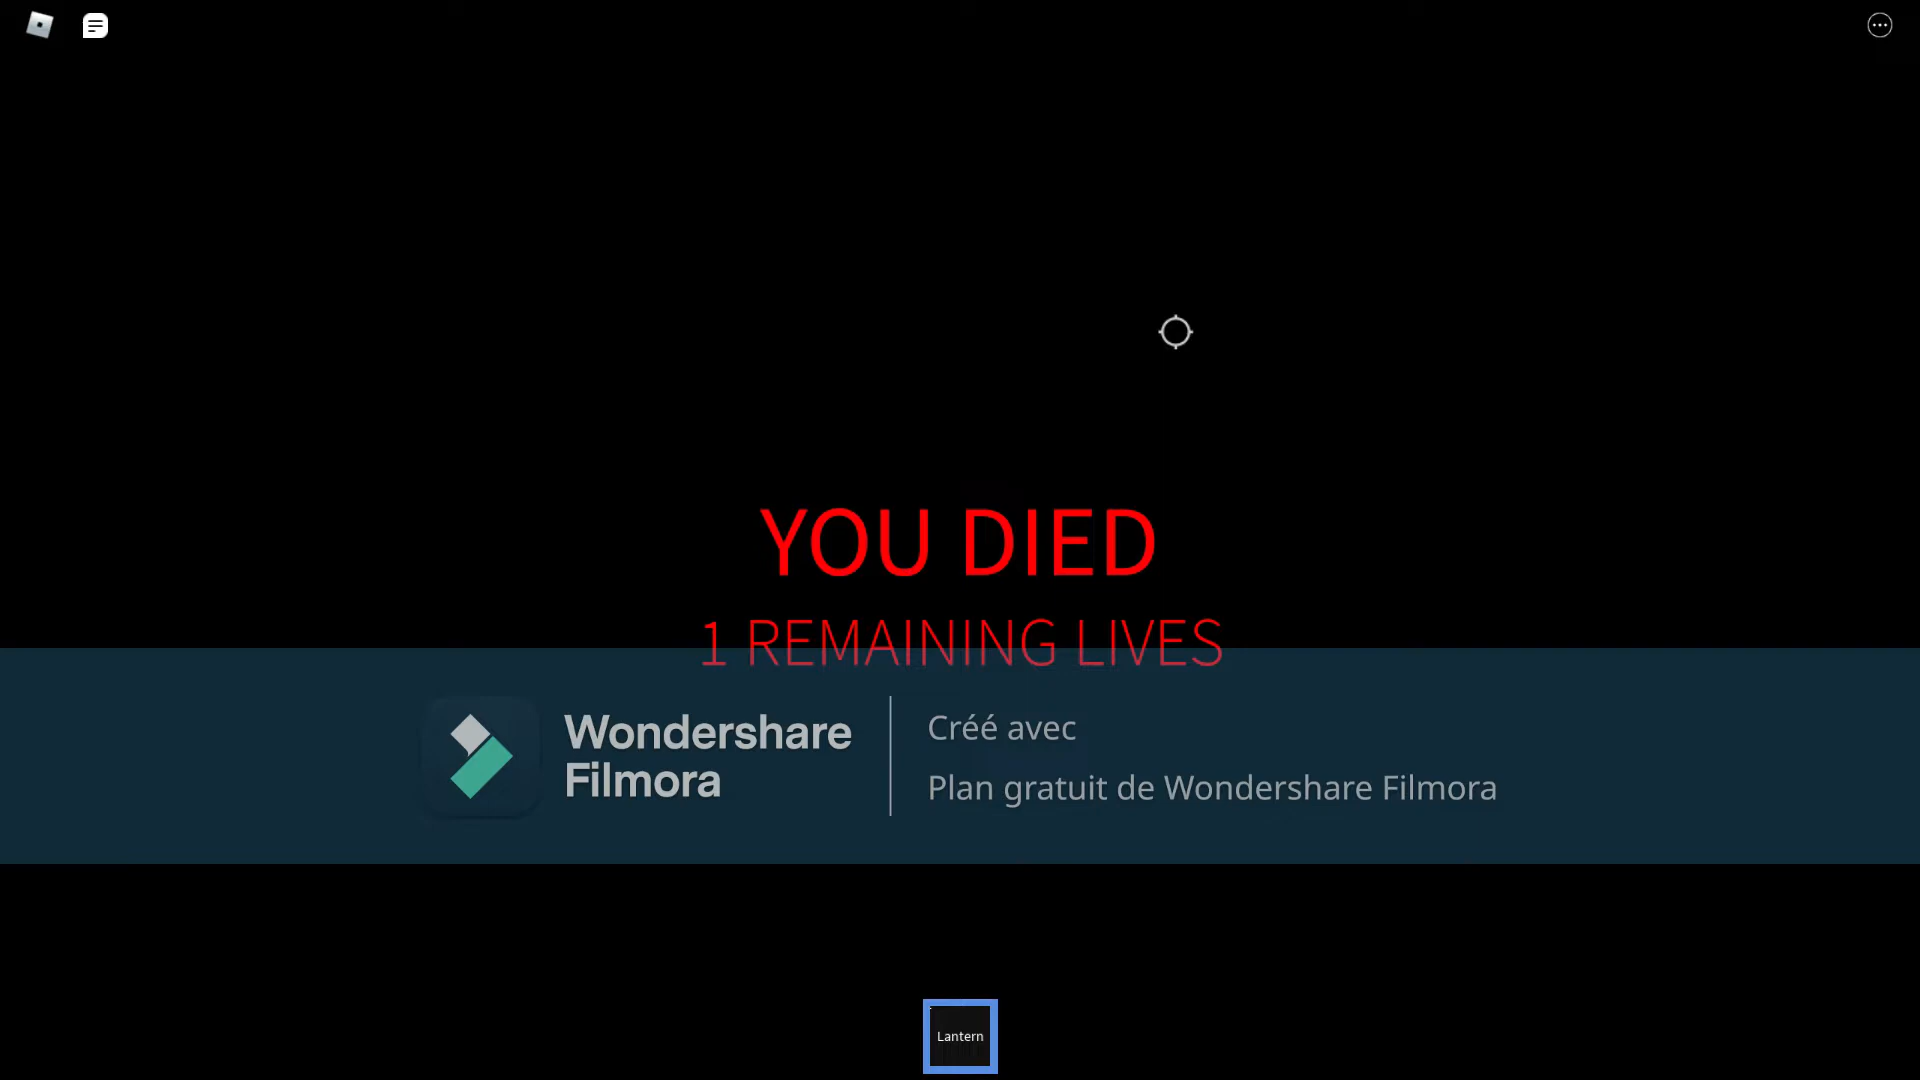 YOU DIED
1 REMAINING LIVES
Wondershare
Filmora
Créé avec
Plan gratuit de Wondershare Filmora
Lantern